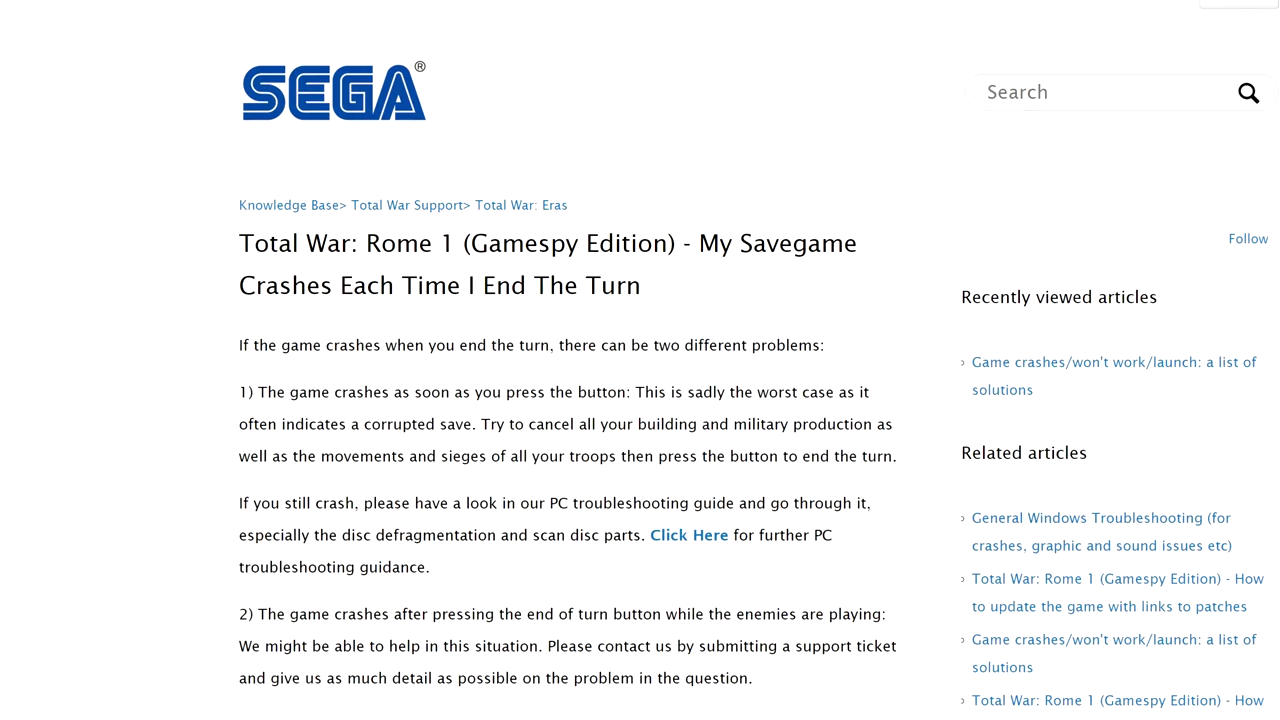 SEGA®
Search
Knowledge Base> Total War Support> Total War: Eras
Total War: Rome 1 (Gamespy Edition) - My Savegame
Crashes Each Time I End The Turn
If the game crashes when you end the turn, there can be two different problems:
1) The game crashes as soon as you press the button: This is sadly the worst case as it
often indicates a corrupted save. Try to cancel all your building and military production as
well as the movements and sieges of all your troops then press the button to end the turn.
If you still crash, please have a look in our PC troubleshooting guide and go through it,
especially the disc defragmentation and scan disc parts. Click Here for further PC
troubleshooting guidance.
2) The game crashes after pressing the end of turn button while the enemies are playing:
We might be able to help in this situation. Please contact us by submitting a support ticket
and give us as much detail as possible on the problem in the question.
Follow
Recently viewed articles
› Game crashes/won't work/launch: a list of
solutions
Related articles
› General Windows Troubleshooting (for
crashes, graphic and sound issues etc)
› Total War: Rome 1 (Gamespy Edition) - How
to update the game with links to patches
› Game crashes/won't work/launch: a list of
solutions
› Total War: Rome 1 (Gamespy Edition) - How